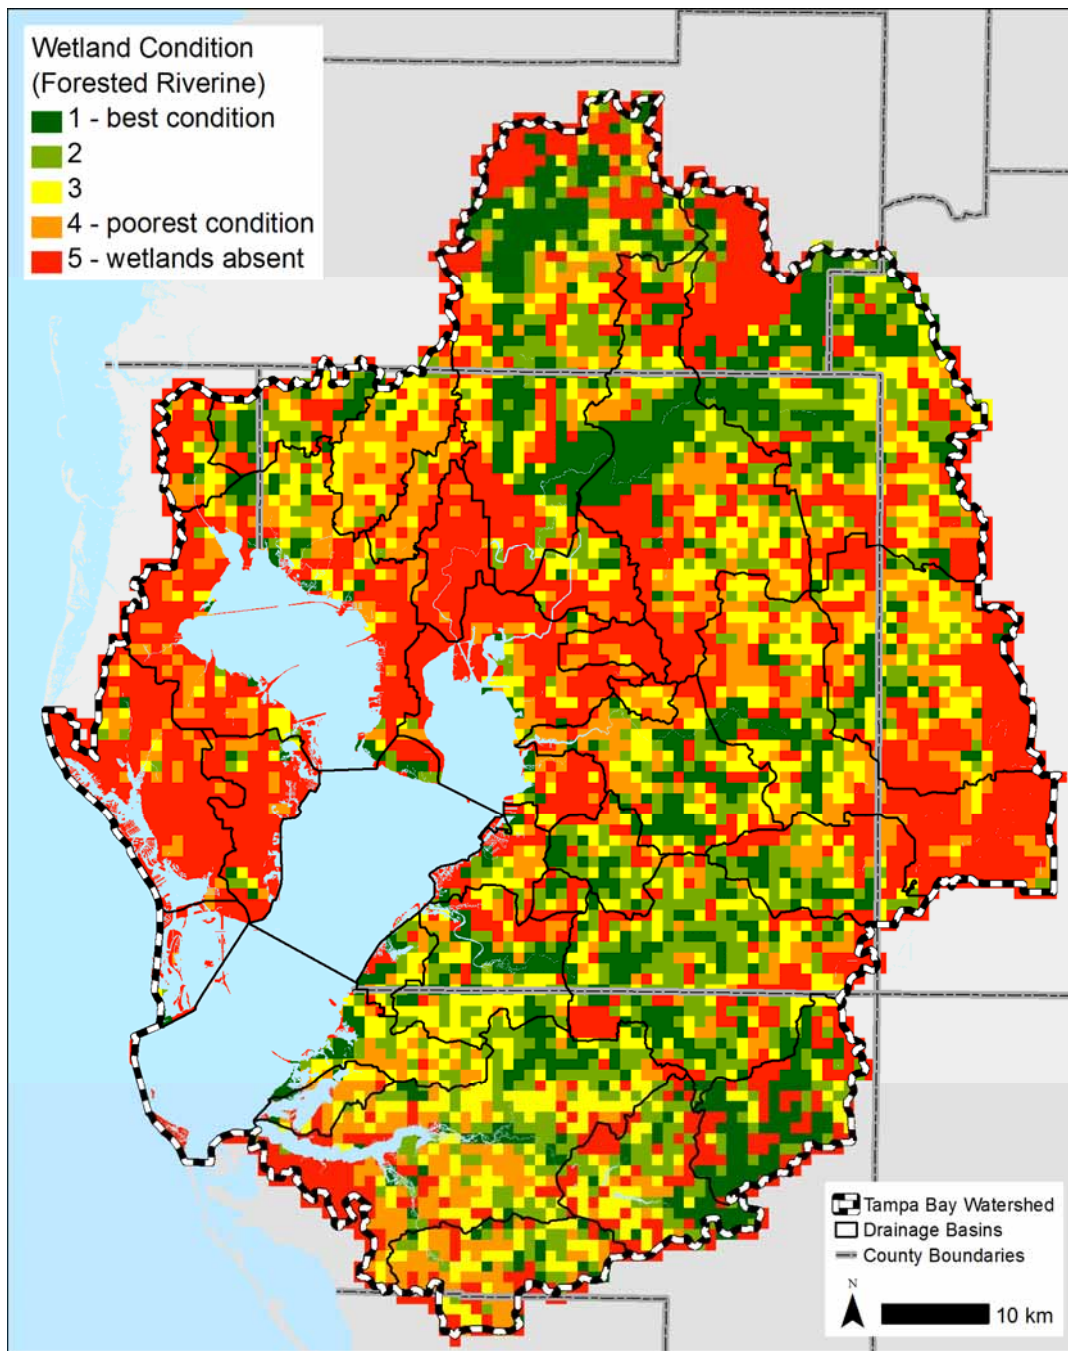 Wetland Condition
(Forested Riverine)
1 - best condition
2
3
4 - poorest condition
5 - wetlands absent
Tampa Bay Watershed
Drainage Basins
County Boundaries
N
10 km